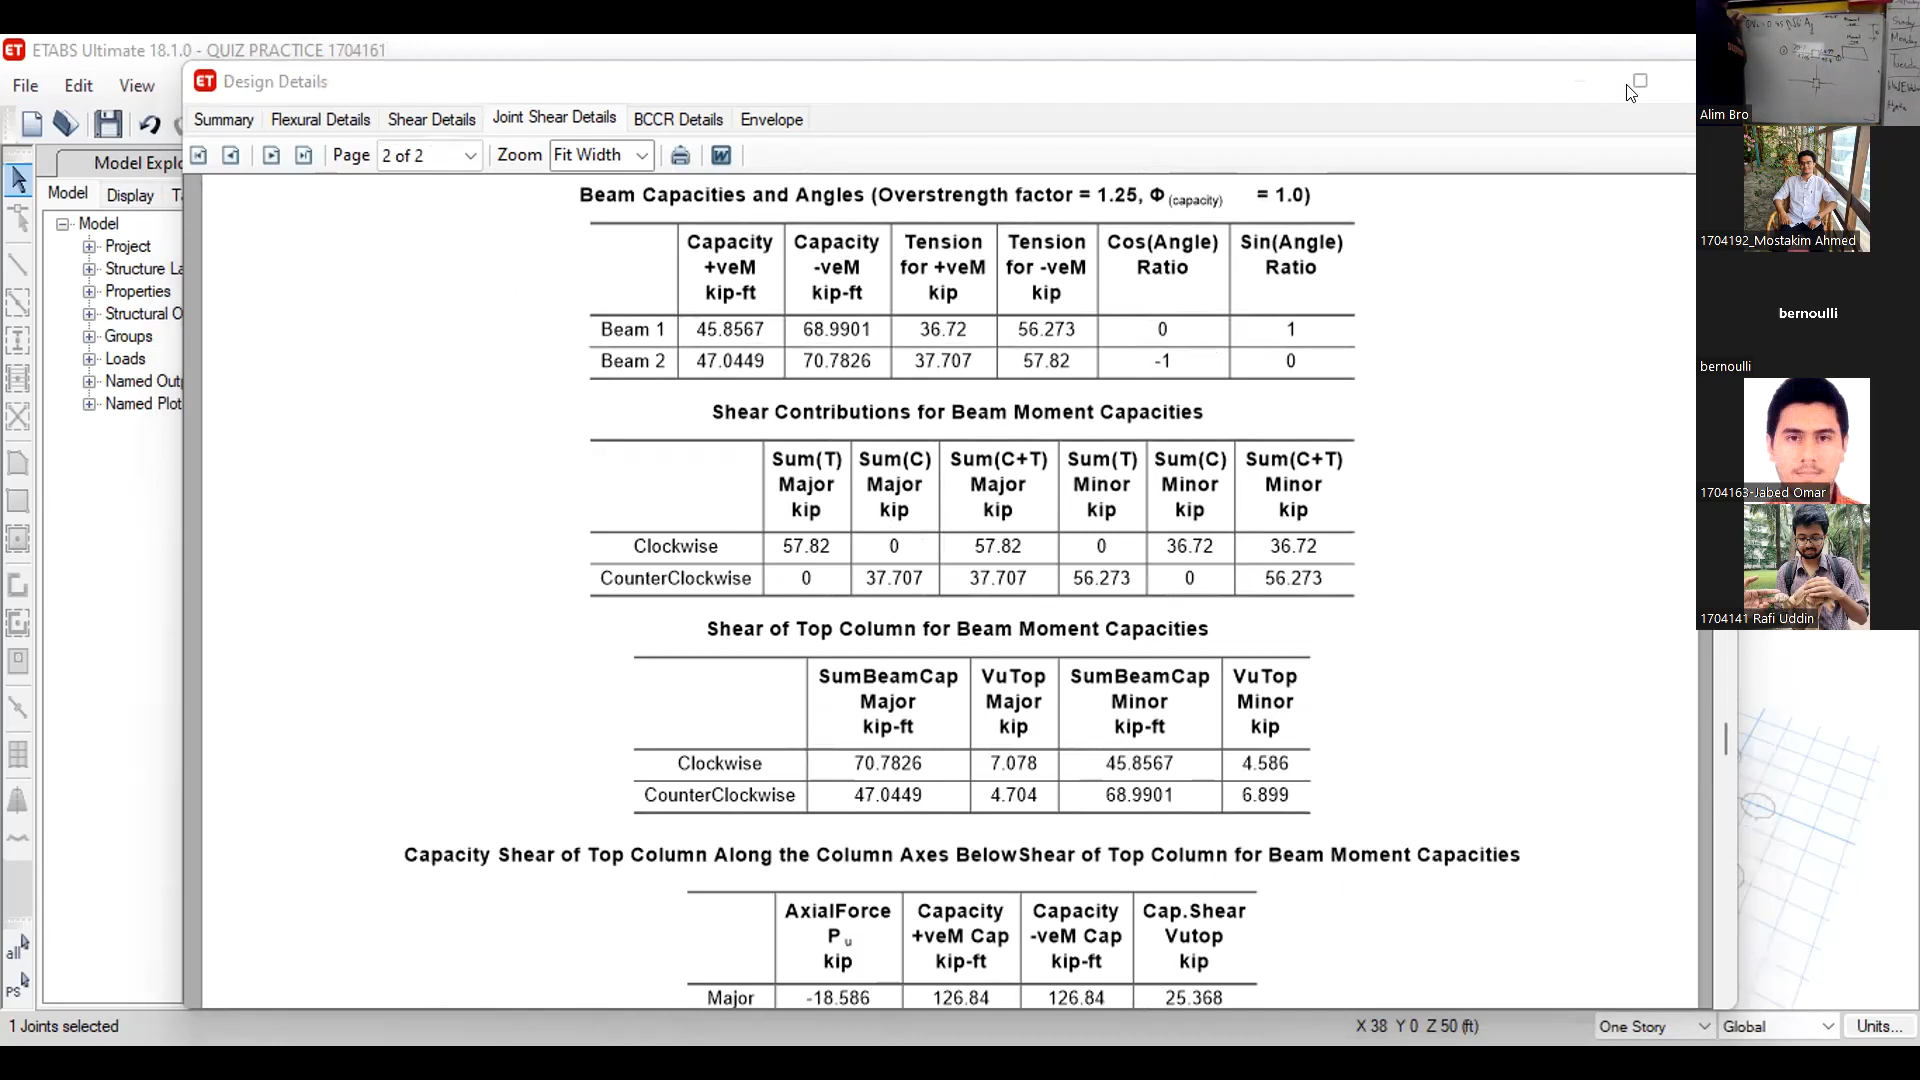 ETABS Ultimate 18.1.0 - QUIZ PRACTICE 1704161
File Edit View
Design Details
Summary Flexural Details Shear Details Joint Shear Details BCCR Details Envelope
Page 2 of 2 Zoom Fit Width
Model Explo
Model Display T
Model
Project
Structure La
Properties
Structural O
Groups
Loads
Named Outp
Named Plot
all
PS
Beam Capacities and Angles (Overstrength factor = 1.25, Φ (capacity) = 1.0)
Capacity Capacity Tension Tension Cos(Angle) Sin(Angle)
+veM -veM for +veM for -veM Ratio Ratio
kip-ft kip-ft kip kip
Beam 1 45.8567 68.9901 36.72 56.273 0 1
Beam 2 47.0449 70.7826 37.707 57.82 -1 0
Shear Contributions for Beam Moment Capacities
Sum(T) Sum(C) Sum(C+T) Sum(T) Sum(C) Sum(C+T)
Major Major Major Minor Minor Minor
kip kip kip kip kip kip
Clockwise 57.82 0 57.82 0 36.72 36.72
CounterClockwise 0 37.707 37.707 56.273 0 56.273
Shear of Top Column for Beam Moment Capacities
SumBeamCap VuTop SumBeamCap VuTop
Major Major Minor Minor
kip-ft kip kip-ft kip
Clockwise 70.7826 7.078 45.8567 4.586
CounterClockwise 47.0449 4.704 68.9901 6.899
Capacity Shear of Top Column Along the Column Axes BelowShear of Top Column for Beam Moment Capacities
AxialForce Capacity Capacity Cap.Shear
P u +veM Cap -veM Cap Vutop
kip kip-ft kip-ft kip
Major -18.586 126.84 126.84 25.368
1 Joints selected
X 38 Y 0 Z 50 (ft)
One Story Global Units...
Sunday
Alim Bro
1704192_Mostakim Ahmed
bernoulli
bernoulli
1704163-Jabed Omar
1704141 Rafi Uddin